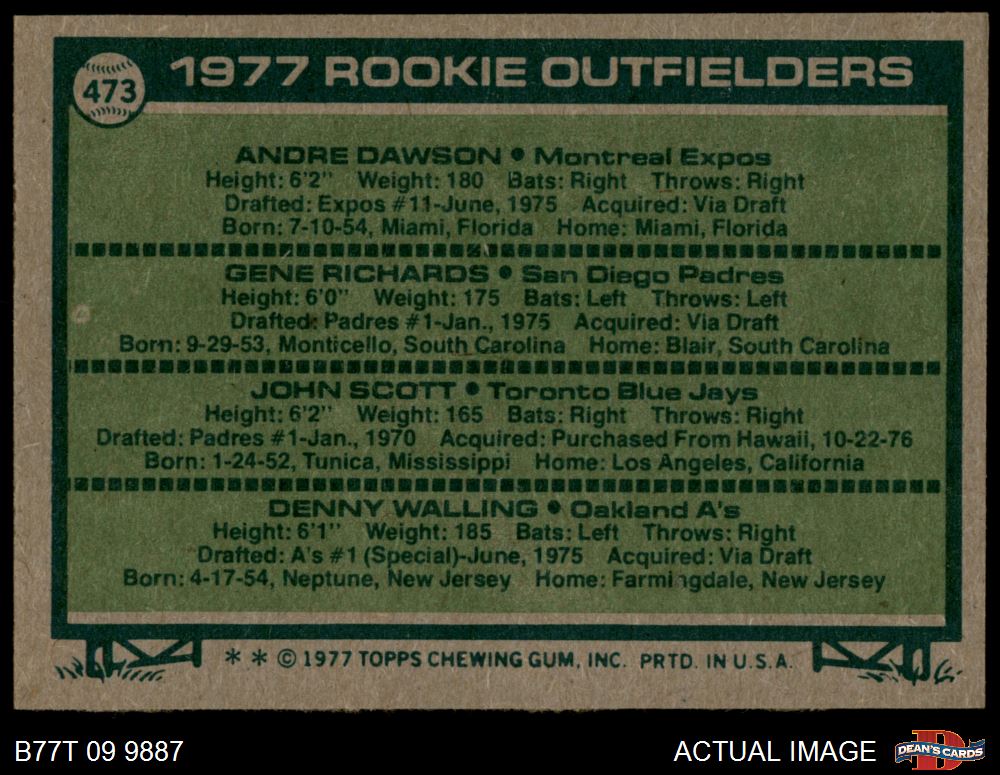 473
1977 ROOKIE OUTFIELDERS
ANDRE DAWSON • Montreal Expos
Height: 6'2" Weight: 180 Bats: Right Throws: Right
Drafted: Expos #11-June, 1975 Acquired: Via Draft
Born: 7-10-54, Miami, Florida Home: Miami, Florida
GENE RICHARDS • San Diego Padres
Height: 6'0" Weight: 175 Bats: Left Throws: Left
Drafted: Padres #1-Jan., 1975 Acquired: Via Draft
Born: 9-29-53, Monticello, South Carolina Home: Blair, South Carolina
JOHN SCOTT • Toronto Blue Jays
Height: 6'2" Weight: 165 Bats: Right Throws: Right
Drafted: Padres #1-Jan., 1970 Acquired: Purchased From Hawaii, 10-22-76
Born: 1-24-52, Tunica, Mississippi Home: Los Angeles, California
DENNY WALLING • Oakland A's
Height: 6'1" Weight: 185 Bats: Left Throws: Right
Drafted: A's #1 (Special)-June, 1975 Acquired: Via Draft
Born: 4-17-54, Neptune, New Jersey Home: Farmingdale, New Jersey
* * © 1977 TOPPS CHEWING GUM, INC. PRTD. IN U.S.A.
B77T 09 9887
ACTUAL IMAGE
D
DEAN'S CARDS